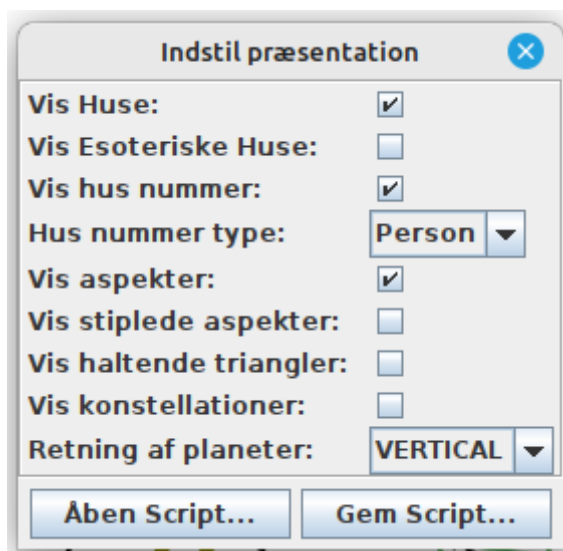 Indstil præsentation
Vis Huse:
Vis Esoteriske Huse:
Vis hus nummer:
Hus nummer type: Person
Vis aspekter:
Vis stiplede aspekter:
Vis haltende triangler:
Vis konstellationer:
Retning af planeter: VERTICAL
Åben Script... Gem Script...